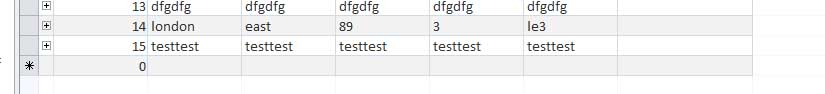 13 dfgdfg dfgdfg dfgdfg dfgdfg dfgdfg
14 london east 89 3 le3
15 testtest testtest testtest testtest testtest
* 0